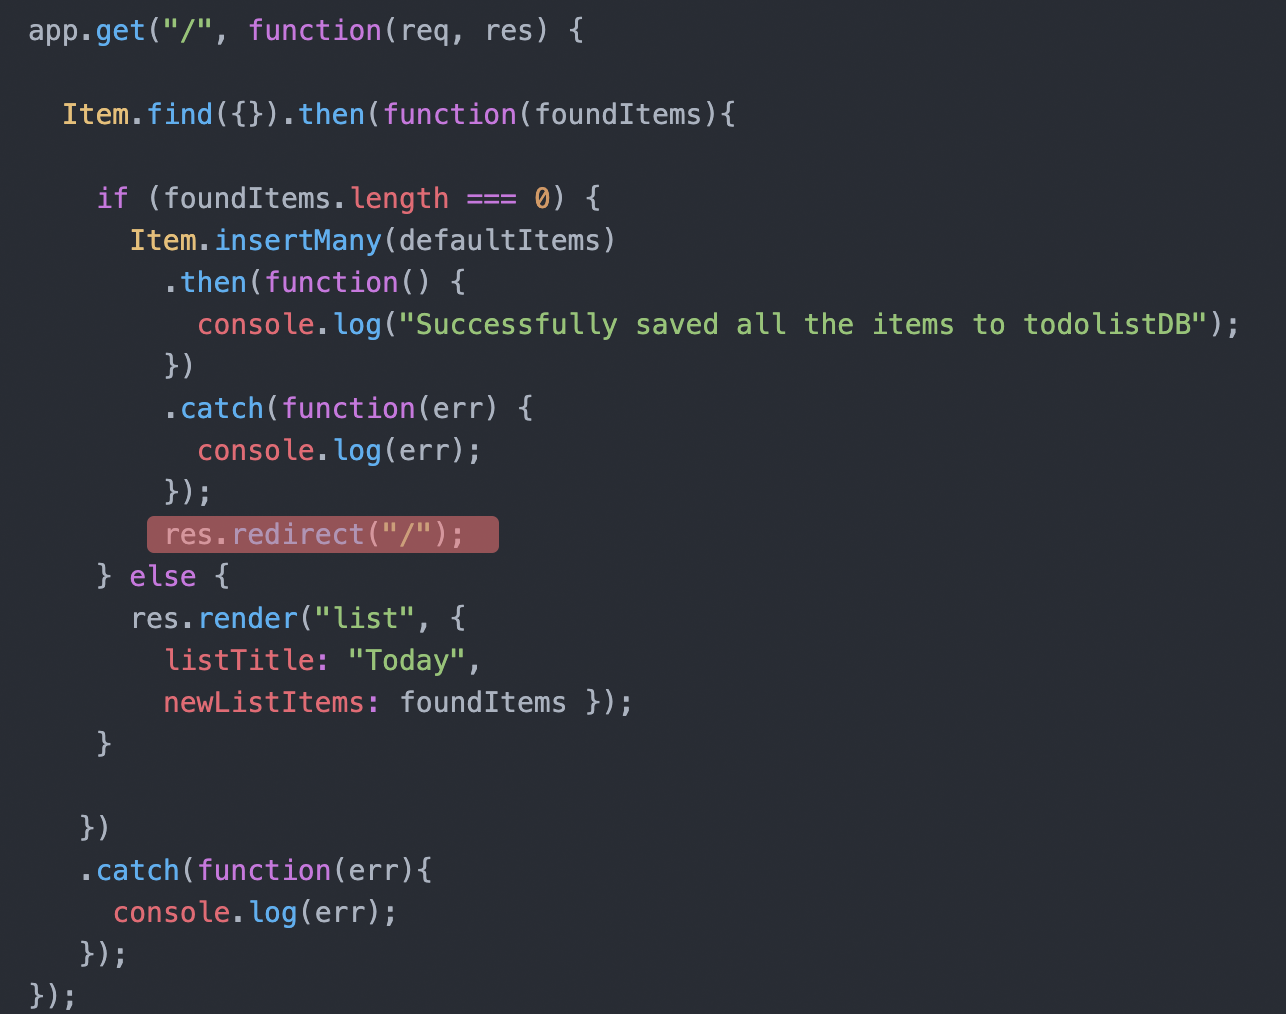 app.get("/", function(req, res) {
Item.find({}).then(function(foundItems){
if (foundItems.length === 0) {
Item.insertMany(defaultItems)
.then(function() {
console.log("Successfully saved all the items to todolistDB");
})
.catch(function(err) {
console.log(err);
});
res.redirect("/");
} else {
res.render("list", {
listTitle: "Today",
newListItems: foundItems });
}
})
.catch(function(err){
console.log(err);
});
});